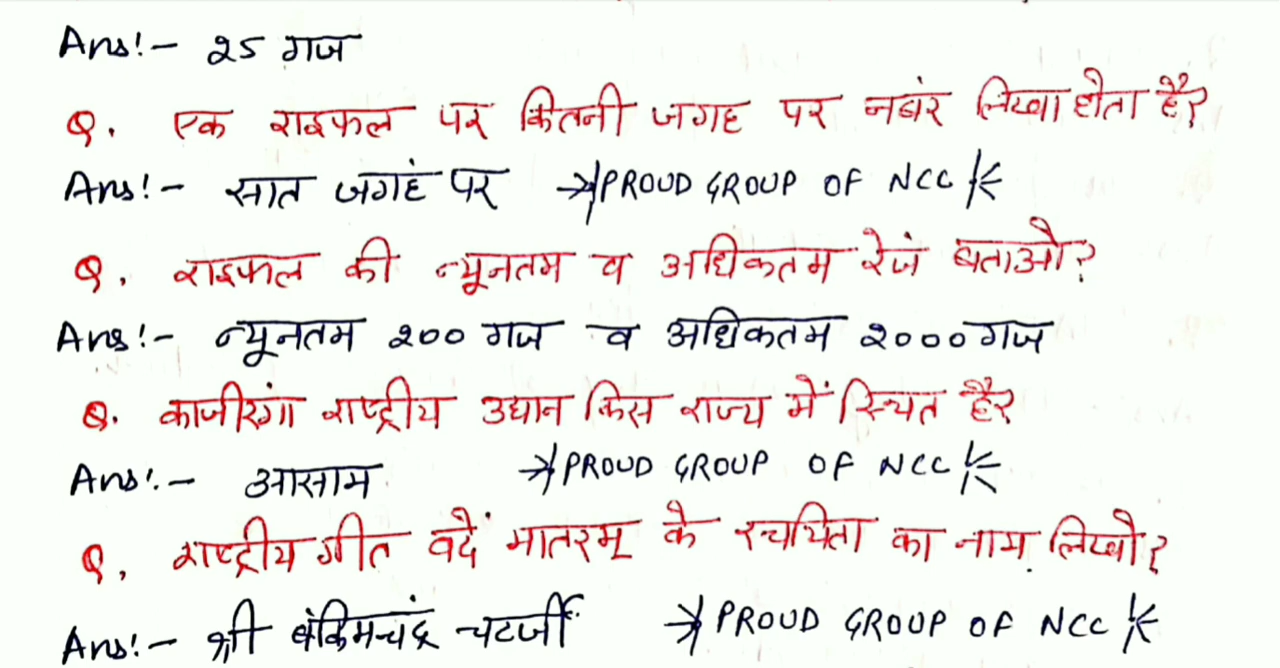 Ans:- 25 गज
Q. एक राइफल पर कितनी जगह पर नबंर लिखा होता है?
Ans:- सात जगहं पर → PROUD GROUP OF NCC
Q. राइफल की न्यूनतम व अधिकतम रेजं बताओ?
Ans:- न्यूनतम 200 गज व अधिकतम 2000 गज
Q. काजीरंगा राष्ट्रीय उद्यान किस राज्य में स्थित है?
Ans:- आसाम → PROUD GROUP OF NCC
Q. राष्ट्रीय गीत वदें मातरम् के रचयिता का नाम लिखो?
Ans:- श्री बंकिमचंद्र चटर्जी → PROUD GROUP OF NCC